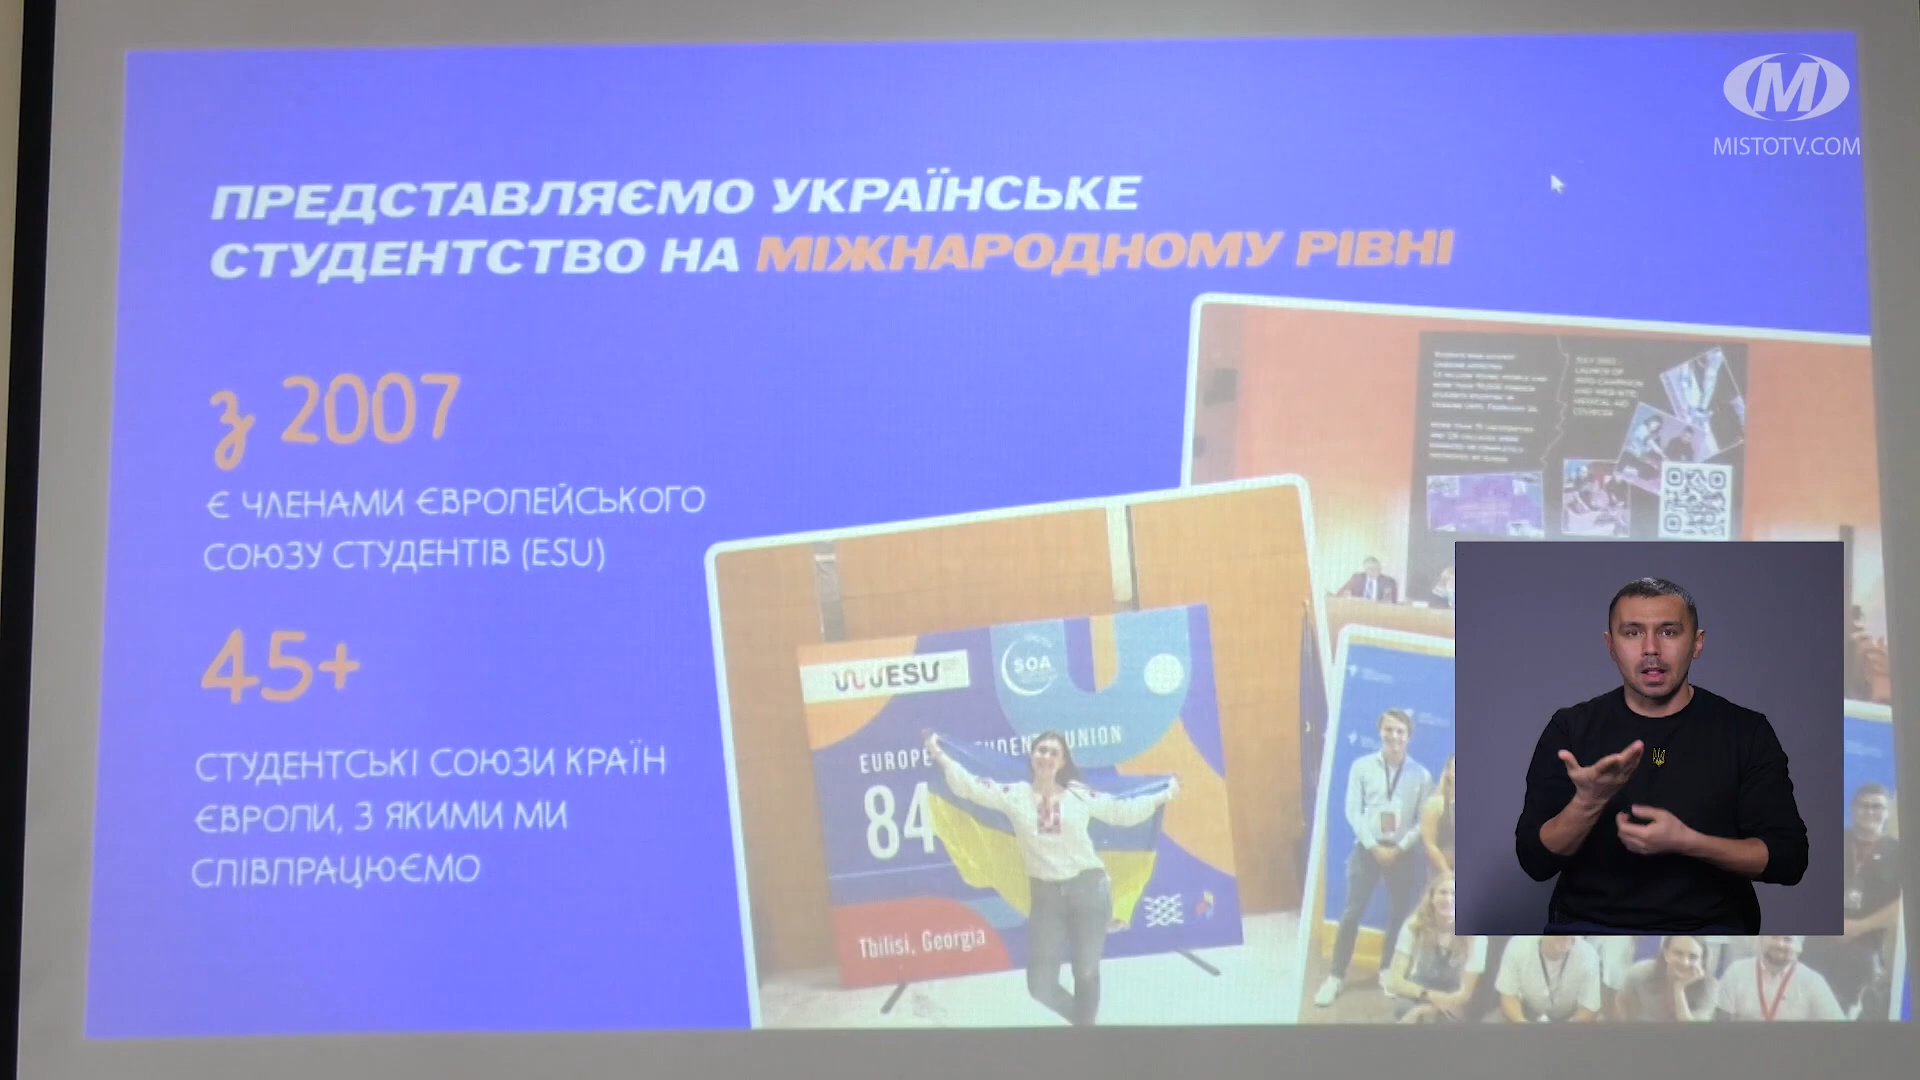 MISTOTV.COM
ПРЕДСТАВЛЯЄМО УКРАЇНСЬКЕ
СТУДЕНТСТВО НА МІЖНАРОДНОМУ РІВНІ
з 2007
Є ЧЛЕНАМИ ЄВРОПЕЙСЬКОГО
СОЮЗУ СТУДЕНТІВ (ESU)
45+
СТУДЕНТСЬКІ СОЮЗИ КРАЇН
ЄВРОПИ, З ЯКИМИ МИ
СПІВПРАЦЮЄМО
ESU
SOA
UNION
84
Tbilisi, Georgia